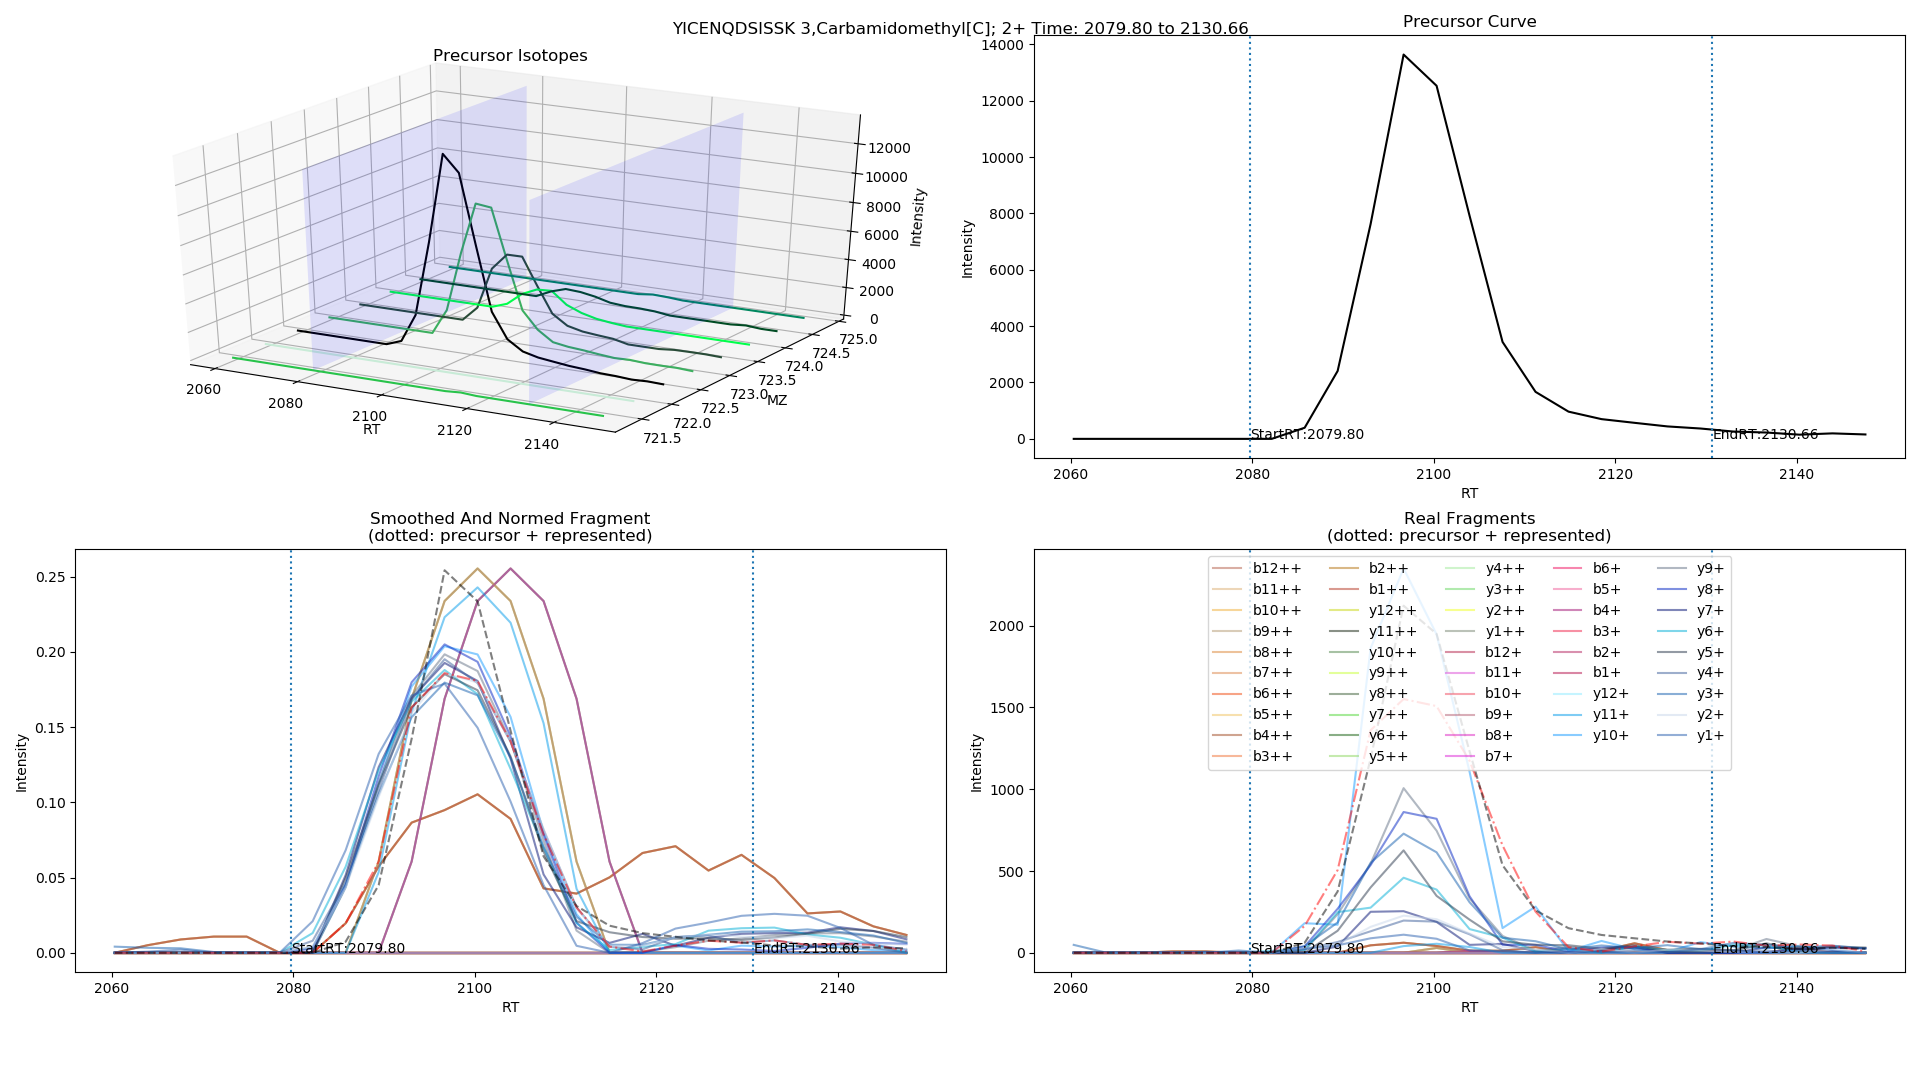 YICENQDSISSK 3,Carbamidomethyl[C]; 2+ Time: 2079.80 to 2130.66
Precursor Isotopes
12000
10000
8000
6000
4000
2000
0
Intensity
2060
2080
2100
2120
2140
RT
721.5
722.0
722.5
723.0
723.5
724.0
724.5
725.0
MZ
Precursor Curve
14000
12000
10000
8000
6000
4000
2000
0
Intensity
StartRT:2079.80
EndRT:2130.66
2060
2080
2100
2120
2140
RT
Smoothed And Normed Fragment
(dotted: precursor + represented)
0.25
0.20
0.15
0.10
0.05
0.00
Intensity
StartRT:2079.80
EndRT:2130.66
2060
2080
2100
2120
2140
RT
Real Fragments
(dotted: precursor + represented)
2000
1500
1000
500
0
Intensity
b12++
b11++
b10++
b9++
b8++
b7++
b6++
b5++
b4++
b3++
b2++
b1++
y12++
y11++
y10++
y9++
y8++
y7++
y6++
y5++
y4++
y3++
y2++
y1++
b12+
b11+
b10+
b9+
b8+
b7+
b6+
b5+
b4+
b3+
b2+
b1+
y12+
y11+
y10+
y9+
y8+
y7+
y6+
y5+
y4+
y3+
y2+
y1+
StartRT:2079.80
EndRT:2130.66
2060
2080
2100
2120
2140
RT